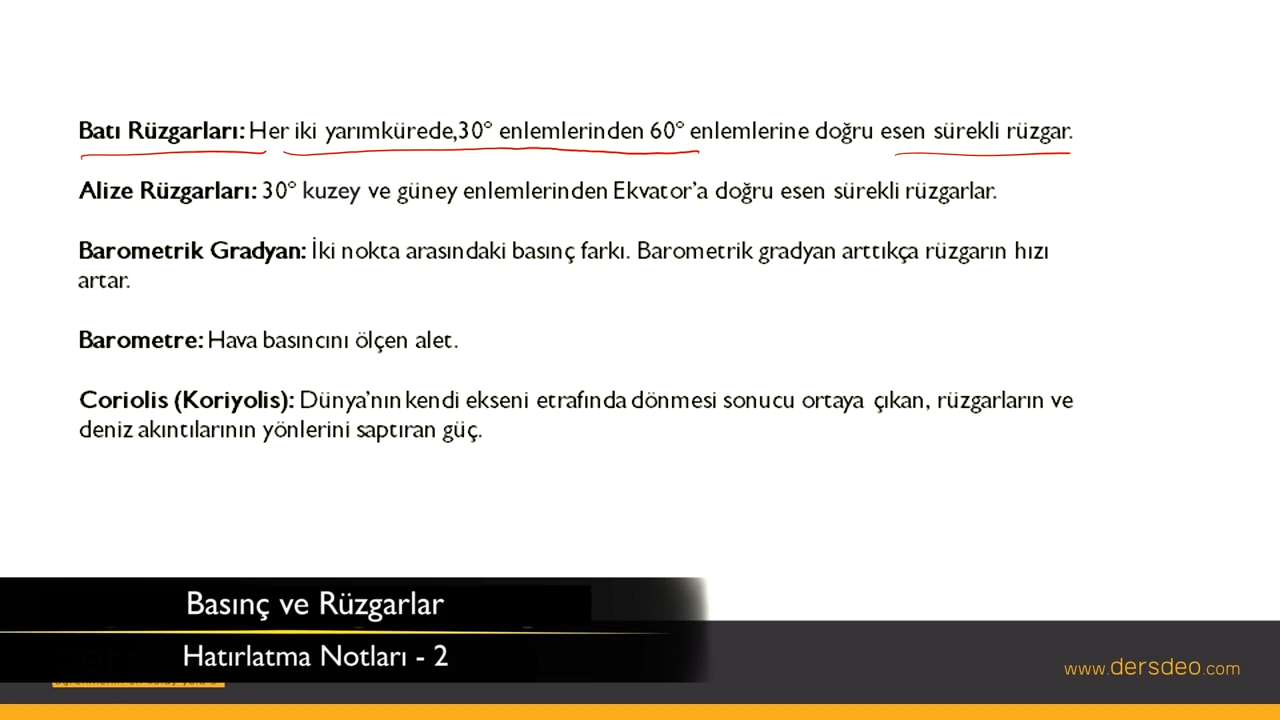 Batı Rüzgarları: Her iki yarımkürede,30° enlemlerinden 60° enlemlerine doğru esen sürekli rüzgar.
Alize Rüzgarları: 30° kuzey ve güney enlemlerinden Ekvator’a doğru esen sürekli rüzgarlar.
Barometrik Gradyan: İki nokta arasındaki basınç farkı. Barometrik gradyan arttıkça rüzgarın hızı
artar.
Barometre: Hava basıncını ölçen alet.
Coriolis (Koriyolis): Dünya’nın kendi ekseni etrafında dönmesi sonucu ortaya çıkan, rüzgarların ve
deniz akıntılarının yönlerini saptıran güç.
Basınç ve Rüzgarlar
Hatırlatma Notları - 2
www.dersdeo.com